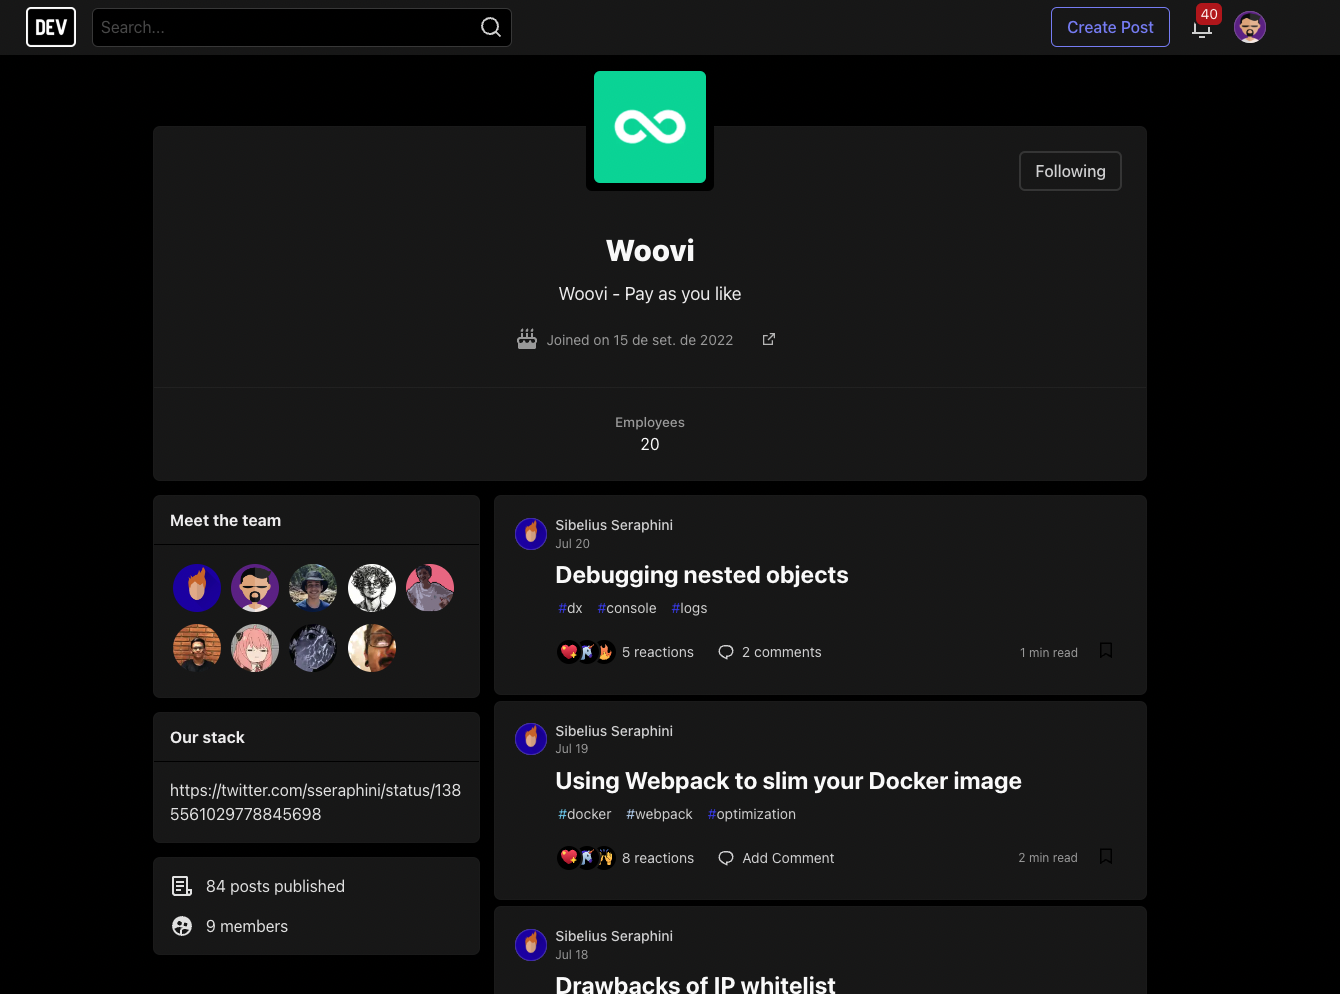 DEV
Search...
Create Post
40
Following
Woovi
Woovi - Pay as you like
Joined on 15 de set. de 2022
Employees
20
Meet the team
Our stack
https://twitter.com/sseraphini/status/138
5561029778845698
84 posts published
9 members
Sibelius Seraphini
Jul 20
Debugging nested objects
#dx #console #logs
5 reactions
2 comments
1 min read
Sibelius Seraphini
Jul 19
Using Webpack to slim your Docker image
#docker #webpack #optimization
8 reactions
Add Comment
2 min read
Sibelius Seraphini
Jul 18
Drawbacks of IP whitelist